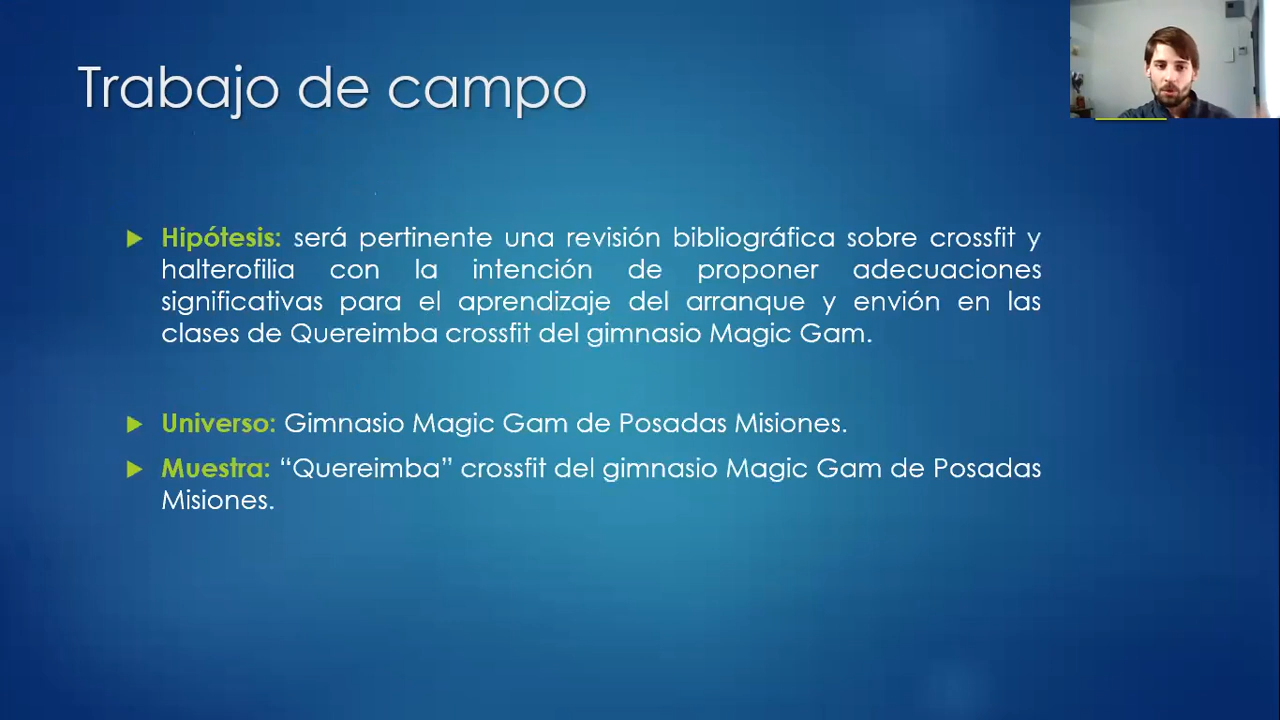 Trabajo de campo
Hipótesis: será pertinente una revisión bibliográfica sobre crossfit y
halterofilia con la intención de proponer adecuaciones
significativas para el aprendizaje del arranque y envión en las
clases de Quereimba crossfit del gimnasio Magic Gam.
Universo: Gimnasio Magic Gam de Posadas Misiones.
Muestra: “Quereimba” crossfit del gimnasio Magic Gam de Posadas
Misiones.